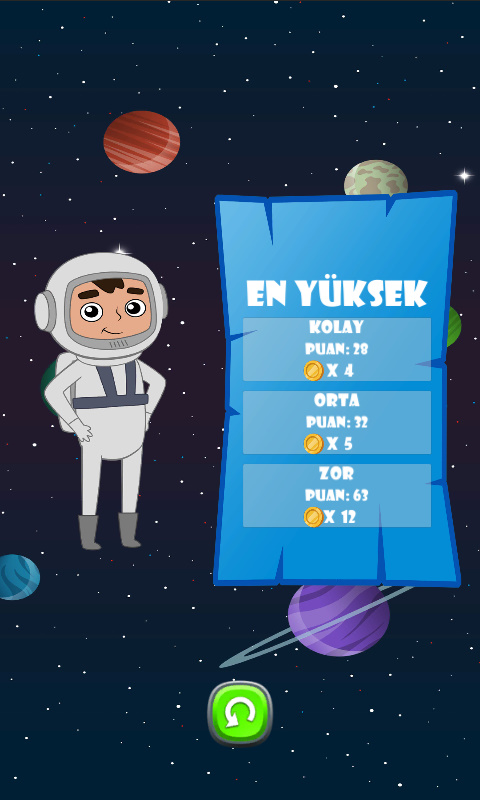 EN YÜKSEK
KOLAY
PUAN: 28
X 4
ORTA
PUAN: 32
X 5
ZOR
PUAN: 63
X 12